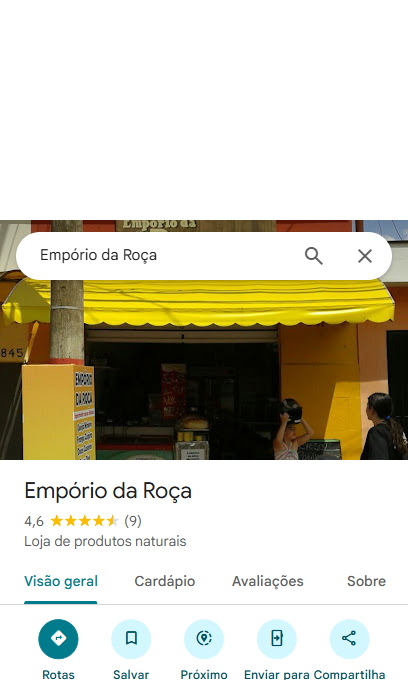 Empório da
Empório da Roça
845
EMPORIO
DA ROÇA
Empório da Roça
4,6 (9)
Loja de produtos naturais
Visão geral Cardápio Avaliações Sobre
Rotas Salvar Próximo Enviar para Compartilha